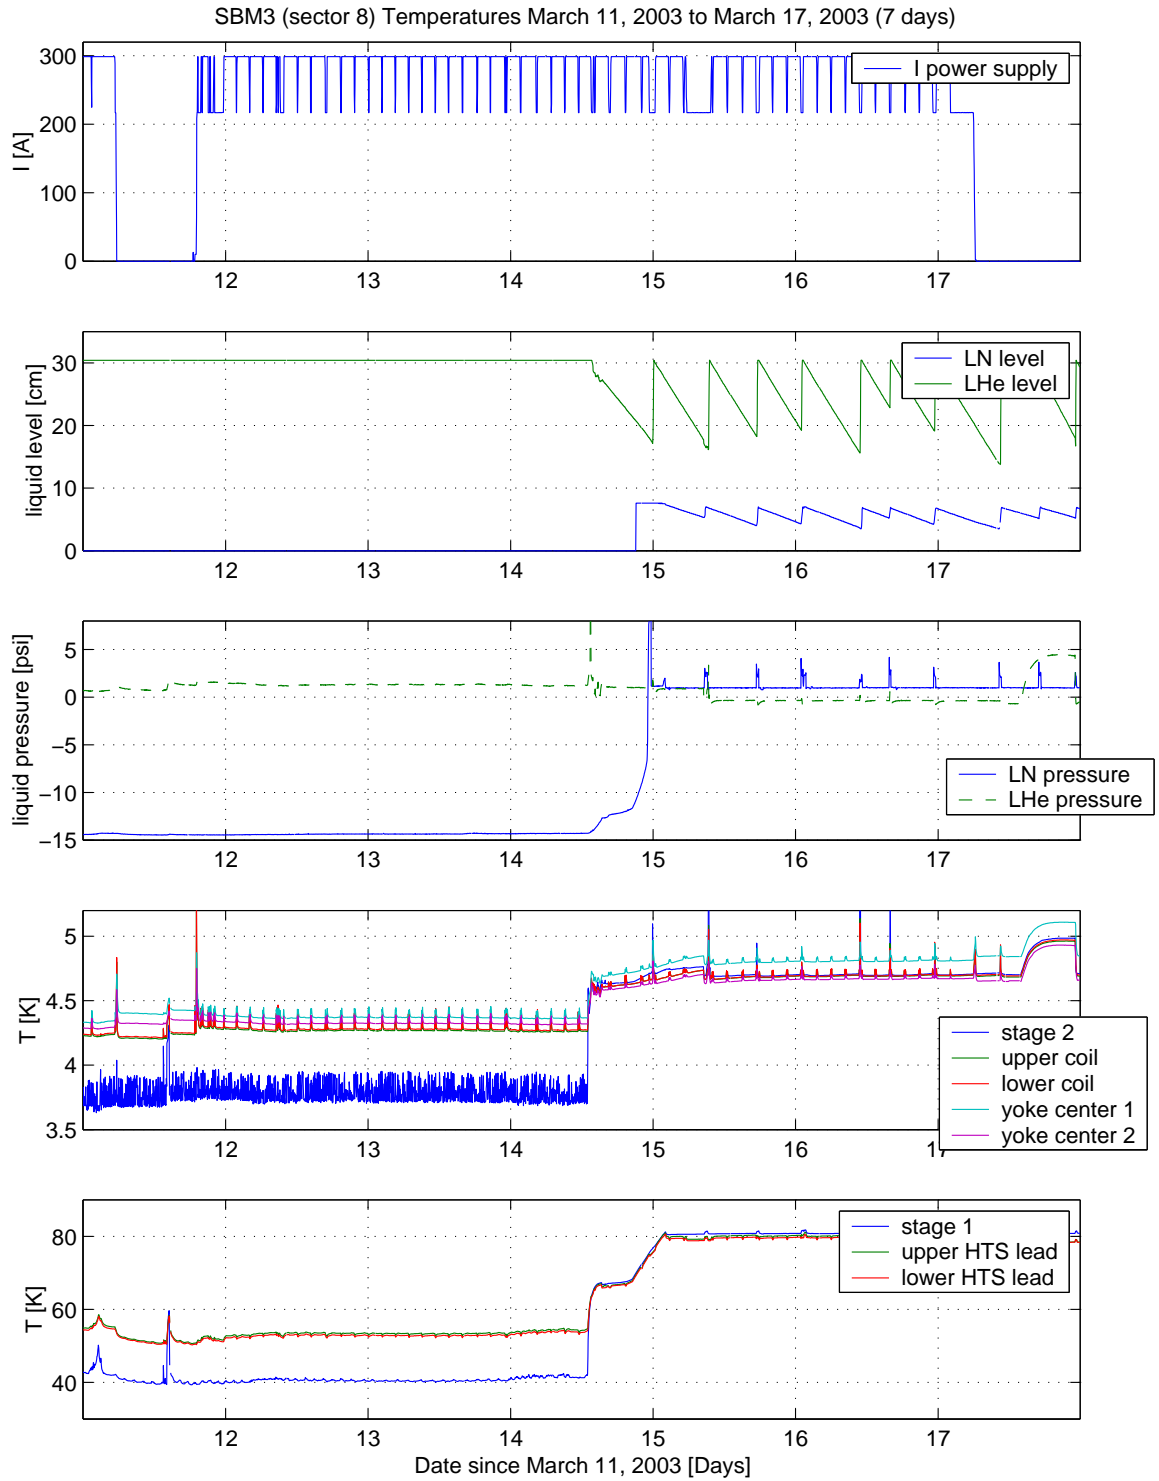 SBM3 (sector 8) Temperatures March 11, 2003 to March 17, 2003 (7 days)
300
200
100
0
I [A]
I power supply
12 13 14 15 16 17
30
20
10
0
liquid level [cm]
LN level
LHe level
12 13 14 15 16 17
5
0
−5
−10
−15
liquid pressure [psi]
LN pressure
LHe pressure
12 13 14 15 16 17
5
4.5
4
3.5
T [K]
stage 2
upper coil
lower coil
yoke center 1
yoke center 2
12 13 14 15 16 17
80
60
40
T [K]
stage 1
upper HTS lead
lower HTS lead
12 13 14 15 16 17
Date since March 11, 2003 [Days]